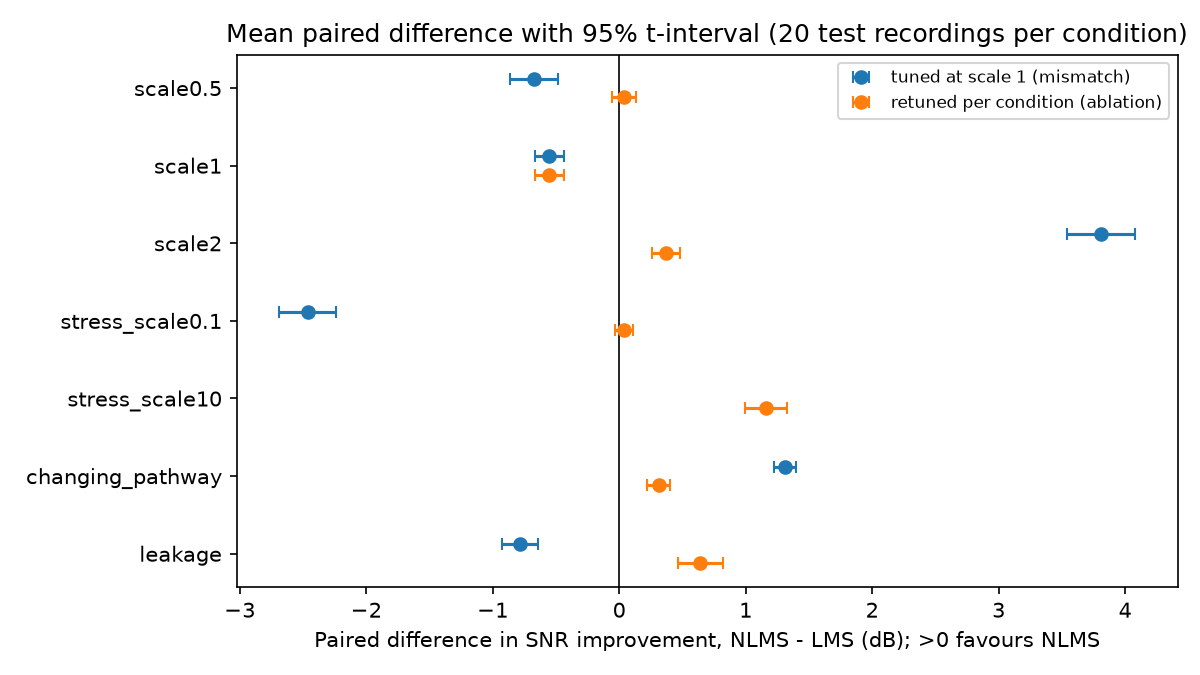 Mean paired difference with 95% t-interval (20 test recordings per condition)
tuned at scale 1 (mismatch)
retuned per condition (ablation)
scale0.5
scale1
scale2
stress_scale0.1
stress_scale10
changing_pathway
leakage
−3 −2 −1 0 1 2 3 4
Paired difference in SNR improvement, NLMS - LMS (dB); >0 favours NLMS